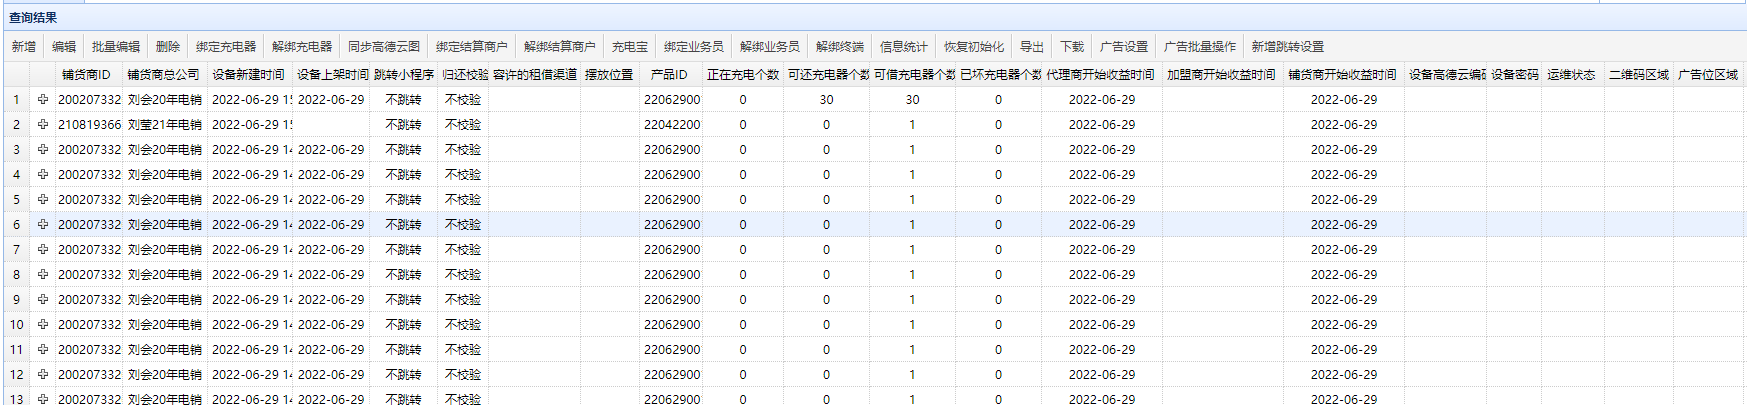 查询结果
新增 编辑 批量编辑 删除 绑定充电器 解绑充电器 同步高德云图 绑定结算商户 解绑结算商户 充电宝 绑定业务员 解绑业务员 解绑终端 信息统计 恢复初始化 导出 下载 广告设置 广告批量操作 新增跳转设置
铺货商ID 铺货商总公司 设备新建时间 设备上架时间 跳转小程序 归还校验 容许的租借渠道 摆放位置 产品ID 正在充电个数 可还充电器个数 可借充电器个数 已坏充电器个数 代理商开始收益时间 加盟商开始收益时间 铺货商开始收益时间 设备高德云编码 设备密码 运维状态 二维码区域 广告位区域
1 200207332 刘会20年电销 2022-06-29 15 2022-06-29 不跳转 不校验 22062900 0 30 30 0 2022-06-29 2022-06-29
2 210819366 刘莹21年电销 2022-06-29 15 不跳转 不校验 22042200 0 0 1 0 2022-06-29 2022-06-29
3 200207332 刘会20年电销 2022-06-29 14 2022-06-29 不跳转 不校验 22062900 0 0 1 0 2022-06-29 2022-06-29
4 200207332 刘会20年电销 2022-06-29 14 2022-06-29 不跳转 不校验 22062900 0 0 1 0 2022-06-29 2022-06-29
5 200207332 刘会20年电销 2022-06-29 14 2022-06-29 不跳转 不校验 22062900 0 0 1 0 2022-06-29 2022-06-29
6 200207332 刘会20年电销 2022-06-29 14 2022-06-29 不跳转 不校验 22062900 0 0 1 0 2022-06-29 2022-06-29
7 200207332 刘会20年电销 2022-06-29 14 2022-06-29 不跳转 不校验 22062900 0 0 1 0 2022-06-29 2022-06-29
8 200207332 刘会20年电销 2022-06-29 14 2022-06-29 不跳转 不校验 22062900 0 0 1 0 2022-06-29 2022-06-29
9 200207332 刘会20年电销 2022-06-29 14 2022-06-29 不跳转 不校验 22062900 0 0 1 0 2022-06-29 2022-06-29
10 200207332 刘会20年电销 2022-06-29 14 2022-06-29 不跳转 不校验 22062900 0 0 1 0 2022-06-29 2022-06-29
11 200207332 刘会20年电销 2022-06-29 14 2022-06-29 不跳转 不校验 22062900 0 0 1 0 2022-06-29 2022-06-29
12 200207332 刘会20年电销 2022-06-29 14 2022-06-29 不跳转 不校验 22062900 0 0 1 0 2022-06-29 2022-06-29
13 200207332 刘会20年电销 2022-06-29 14 2022-06-29 不跳转 不校验 22062900 0 0 1 0 2022-06-29 2022-06-29